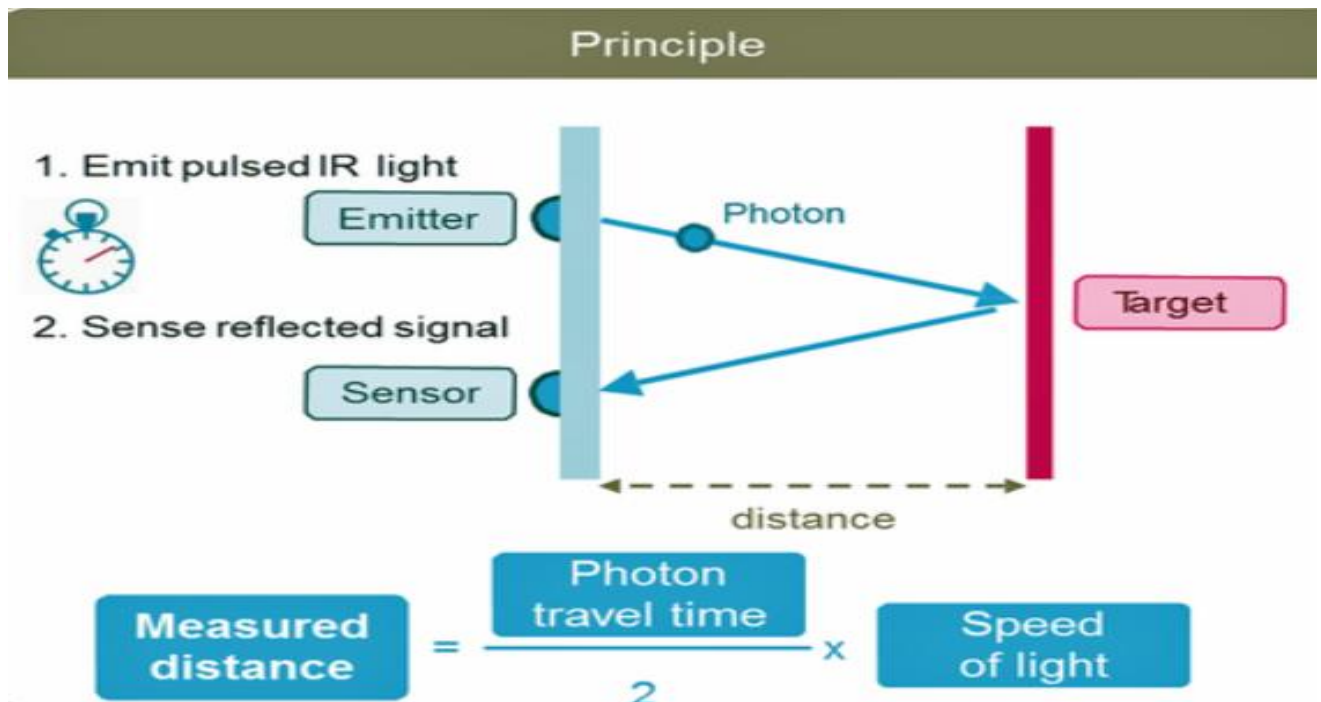 Principle
1. Emit pulsed IR light
Emitter
Photon
Target
2. Sense reflected signal
Sensor
distance
Measured
distance
=
Photon
travel time
2
x
Speed
of light